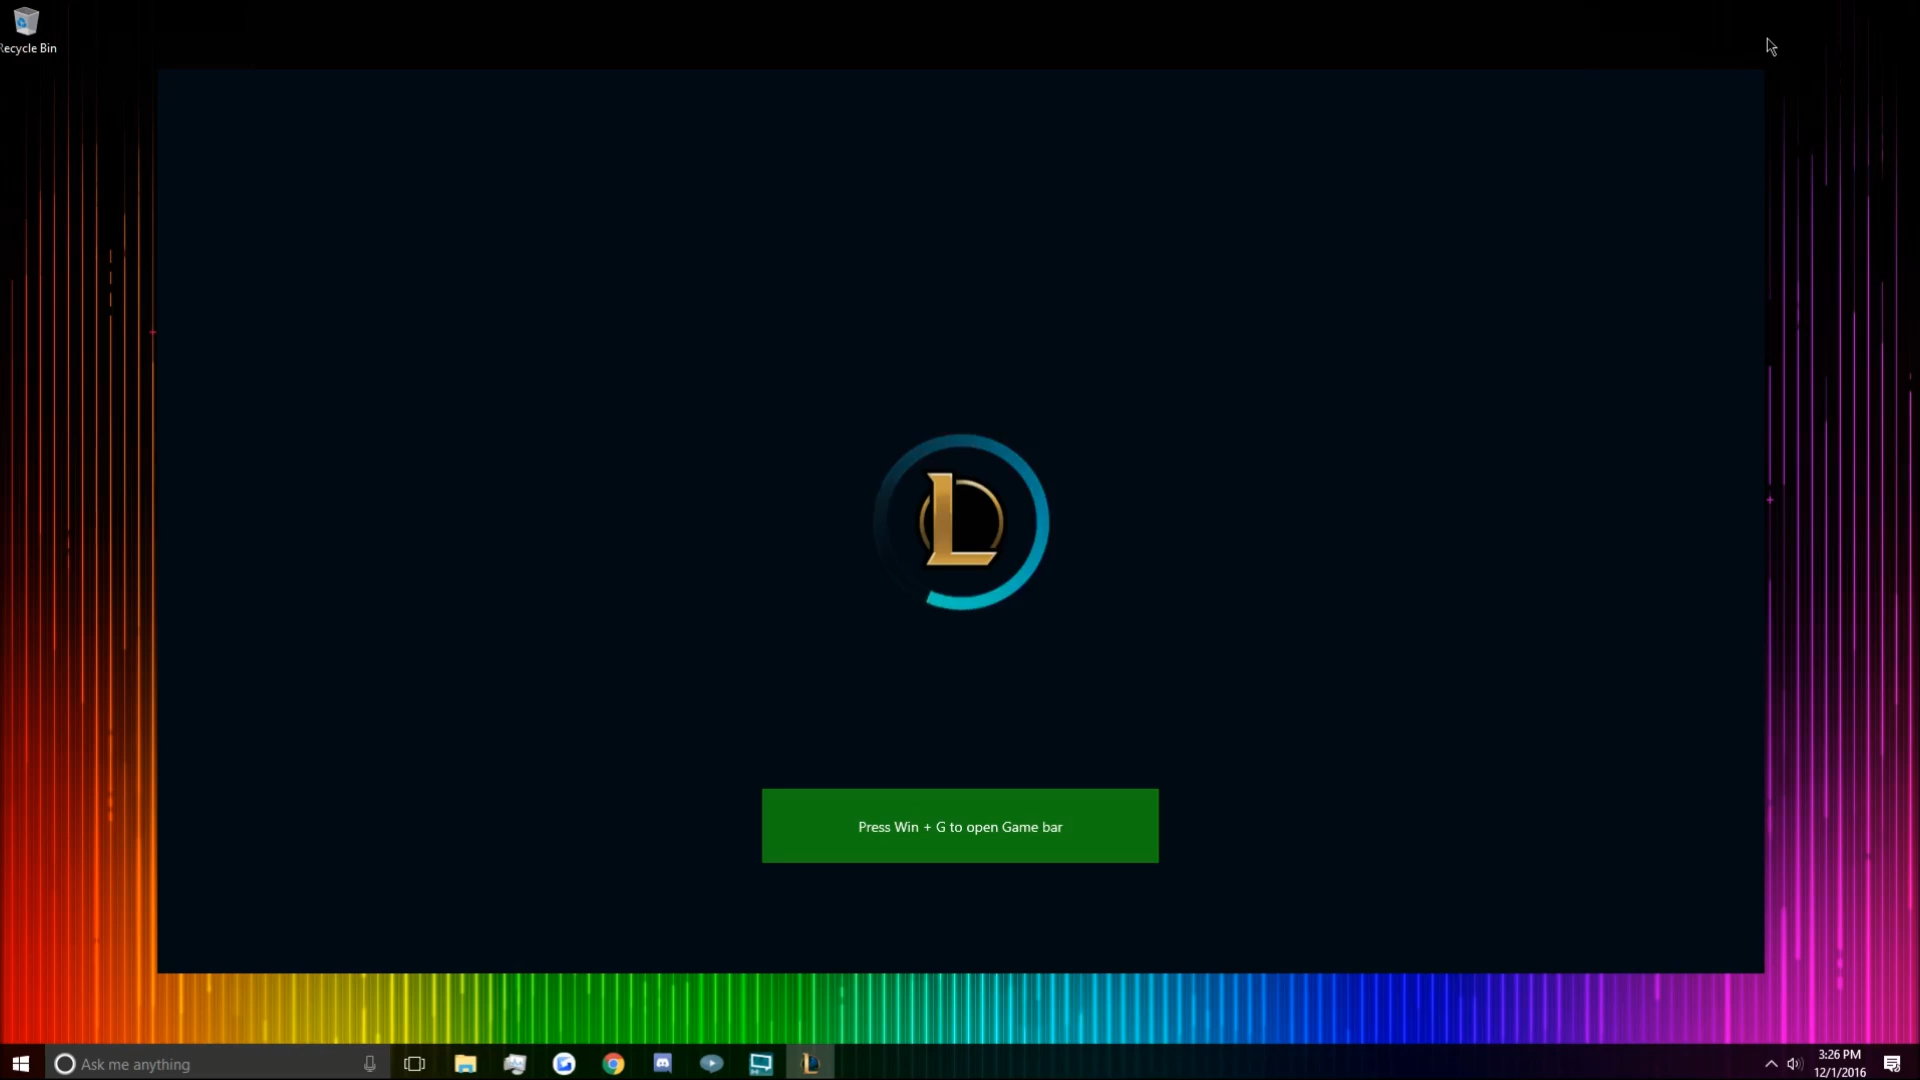 Recycle Bin
Press Win + G to open Game bar
Ask me anything
3:26 PM
12/1/2016